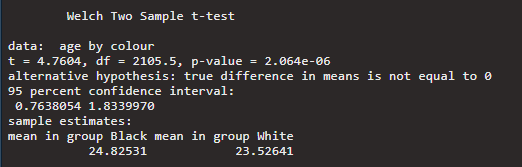 Welch Two Sample t-test
data:  age by colour
t = 4.7604, df = 2105.5, p-value = 2.064e-06
alternative hypothesis: true difference in means is not equal to 0
95 percent confidence interval:
 0.7638054 1.8339970
sample estimates:
mean in group Black mean in group White
           24.82531            23.52641